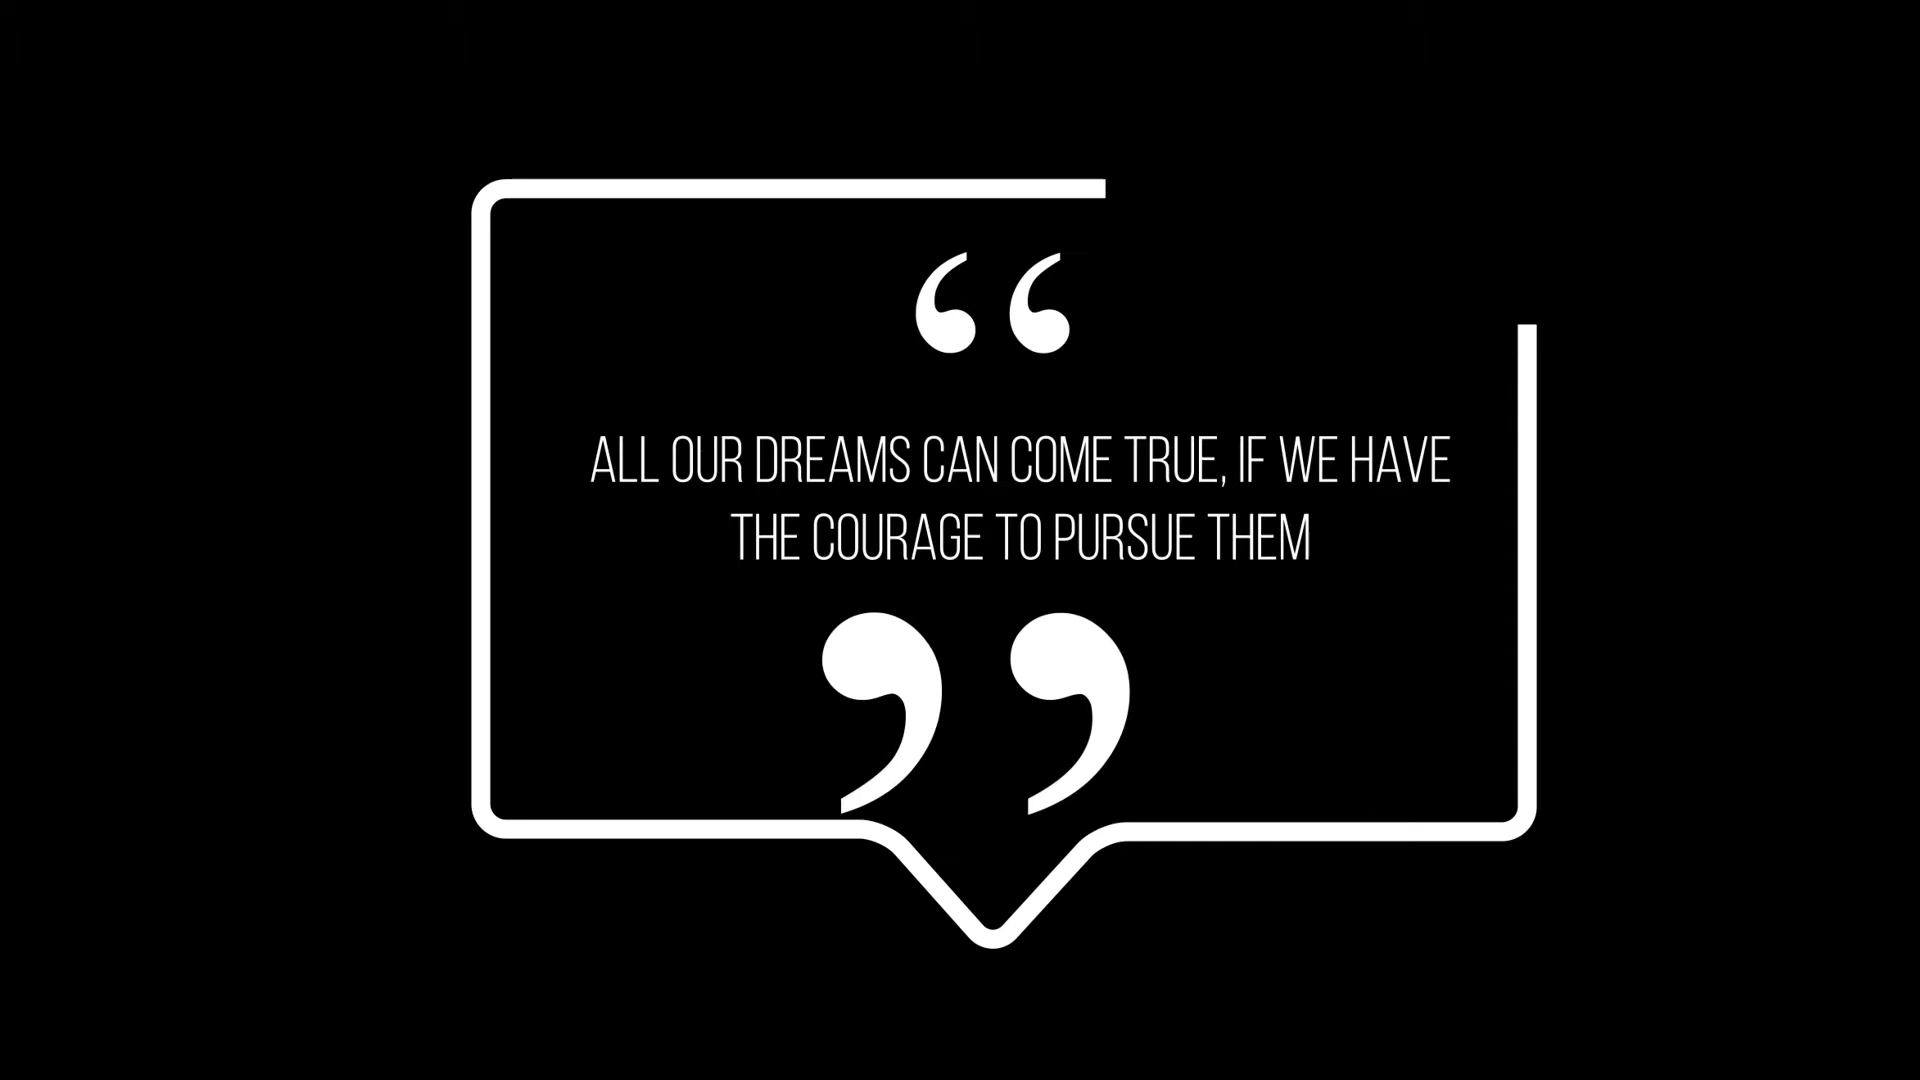 “
ALL OUR DREAMS CAN COME TRUE, IF WE HAVE
THE COURAGE TO PURSUE THEM
”